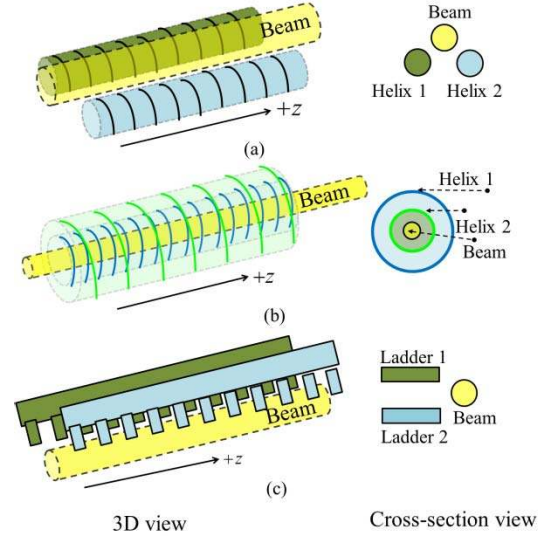 Beam
Beam
Helix 1
Helix 2
+z
(a)
Beam
Helix 1
Helix 2
Beam
+z
(b)
Ladder 1
Beam
Beam
Ladder 2
+z
(c)
3D view
Cross-section view